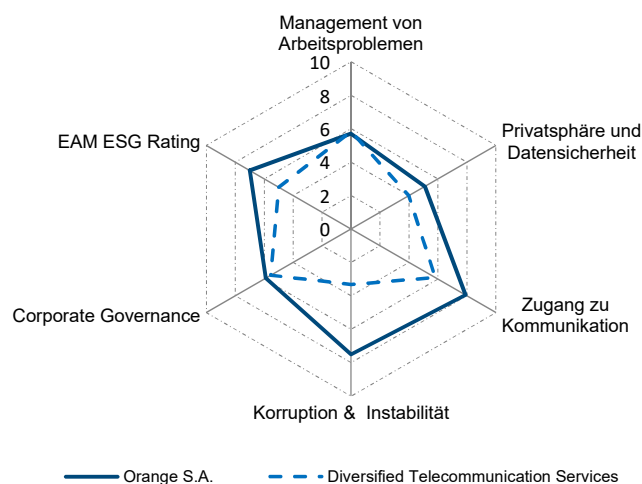 Management von
Arbeitsproblemen
10
8
6
4
2
0
EAM ESG Rating
Privatsphäre und
Datensicherheit
Corporate Governance
Zugang zu
Kommunikation
Korruption & Instabilität
Orange S.A.
Diversified Telecommunication Services